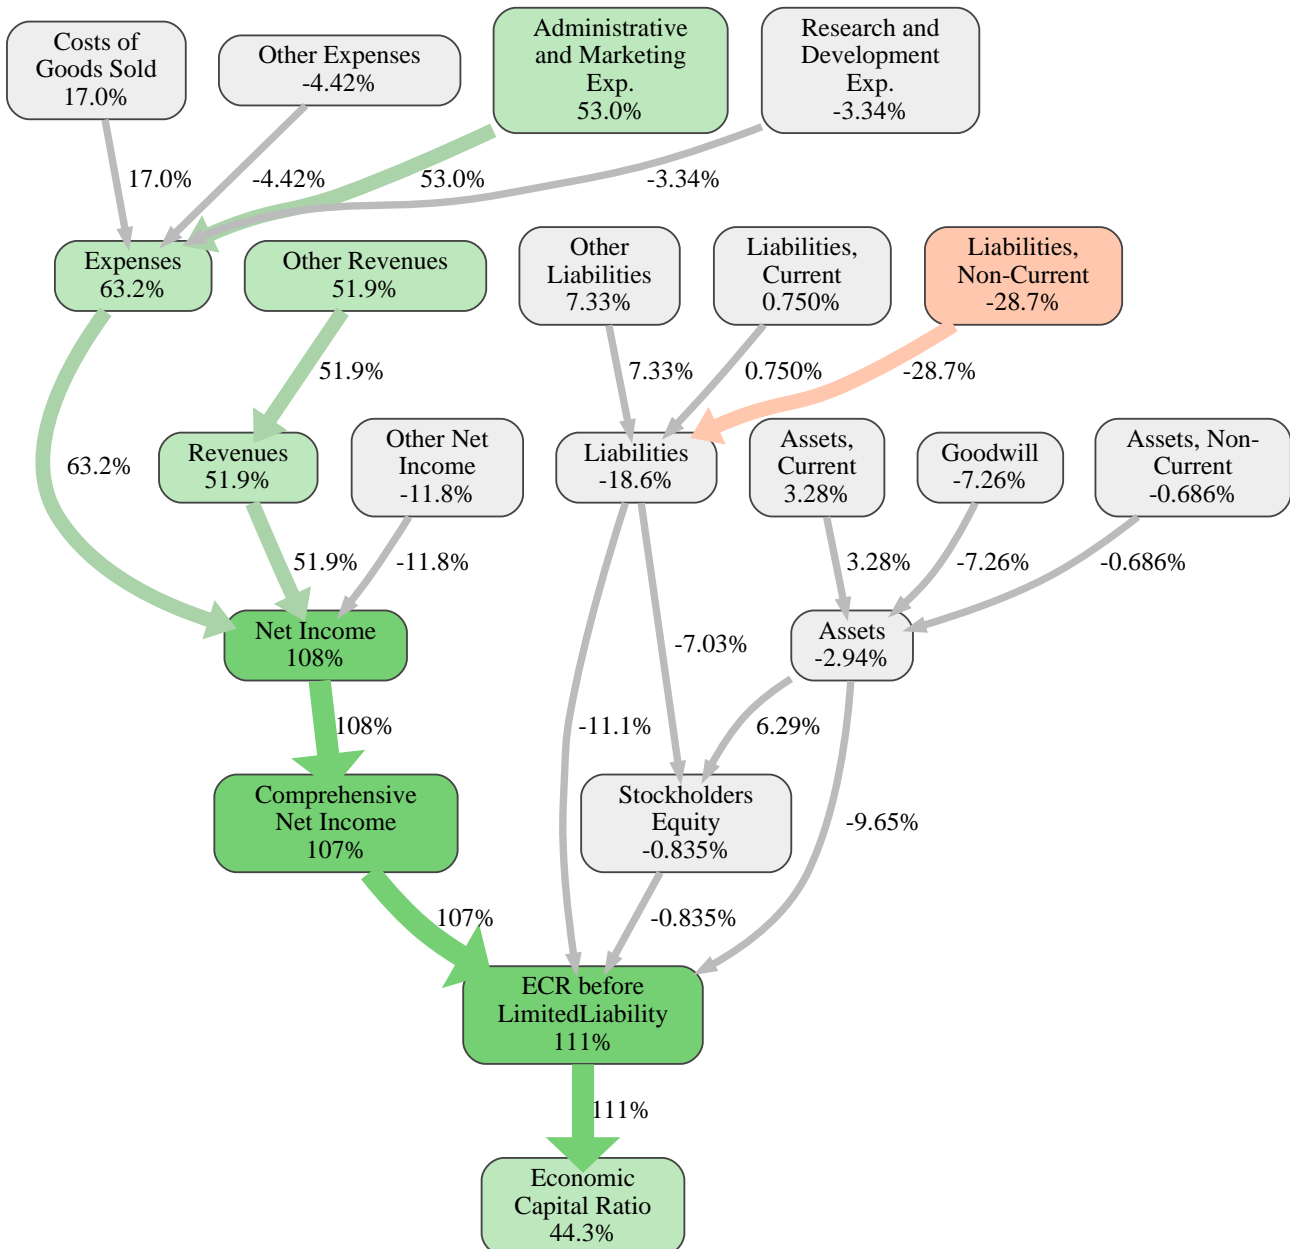 Costs of
Goods Sold
17.0%
Other Expenses
-4.42%
Administrative
and Marketing
Exp.
53.0%
Research and
Development
Exp.
-3.34%
17.0%
-4.42%
53.0%
-3.34%
Expenses
63.2%
Other Revenues
51.9%
Other
Liabilities
7.33%
Liabilities,
Current
0.750%
Liabilities,
Non-Current
-28.7%
51.9%
7.33%
0.750%
-28.7%
63.2%
Revenues
51.9%
Other Net
Income
-11.8%
Liabilities
-18.6%
Assets,
Current
3.28%
Goodwill
-7.26%
Assets, Non-
Current
-0.686%
51.9%
-11.8%
3.28%
-7.26%
-0.686%
Net Income
108%
-7.03%
Assets
-2.94%
108%
-11.1%
6.29%
Comprehensive
Net Income
107%
Stockholders
Equity
-0.835%
-9.65%
107%
-0.835%
ECR before
LimitedLiability
111%
111%
Economic
Capital Ratio
44.3%